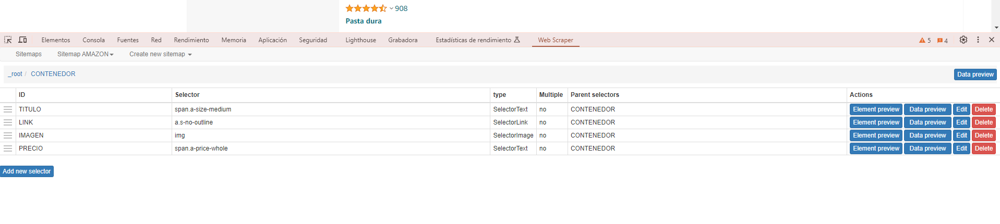 908
Pasta dura
Elementos Consola Fuentes Red Rendimiento Memoria Aplicación Seguridad Lighthouse Grabadora Estadísticas de rendimiento Web Scraper 5 4
Sitemaps Sitemap AMAZON Create new sitemap
_root / CONTENEDOR Data preview
ID Selector type Multiple Parent selectors Actions
TITULO span.a-size-medium SelectorText no CONTENEDOR Element preview Data preview Edit Delete
LINK a.s-no-outline SelectorLink no CONTENEDOR Element preview Data preview Edit Delete
IMAGEN img SelectorImage no CONTENEDOR Element preview Data preview Edit Delete
PRECIO span.a-price-whole SelectorText no CONTENEDOR Element preview Data preview Edit Delete
Add new selector